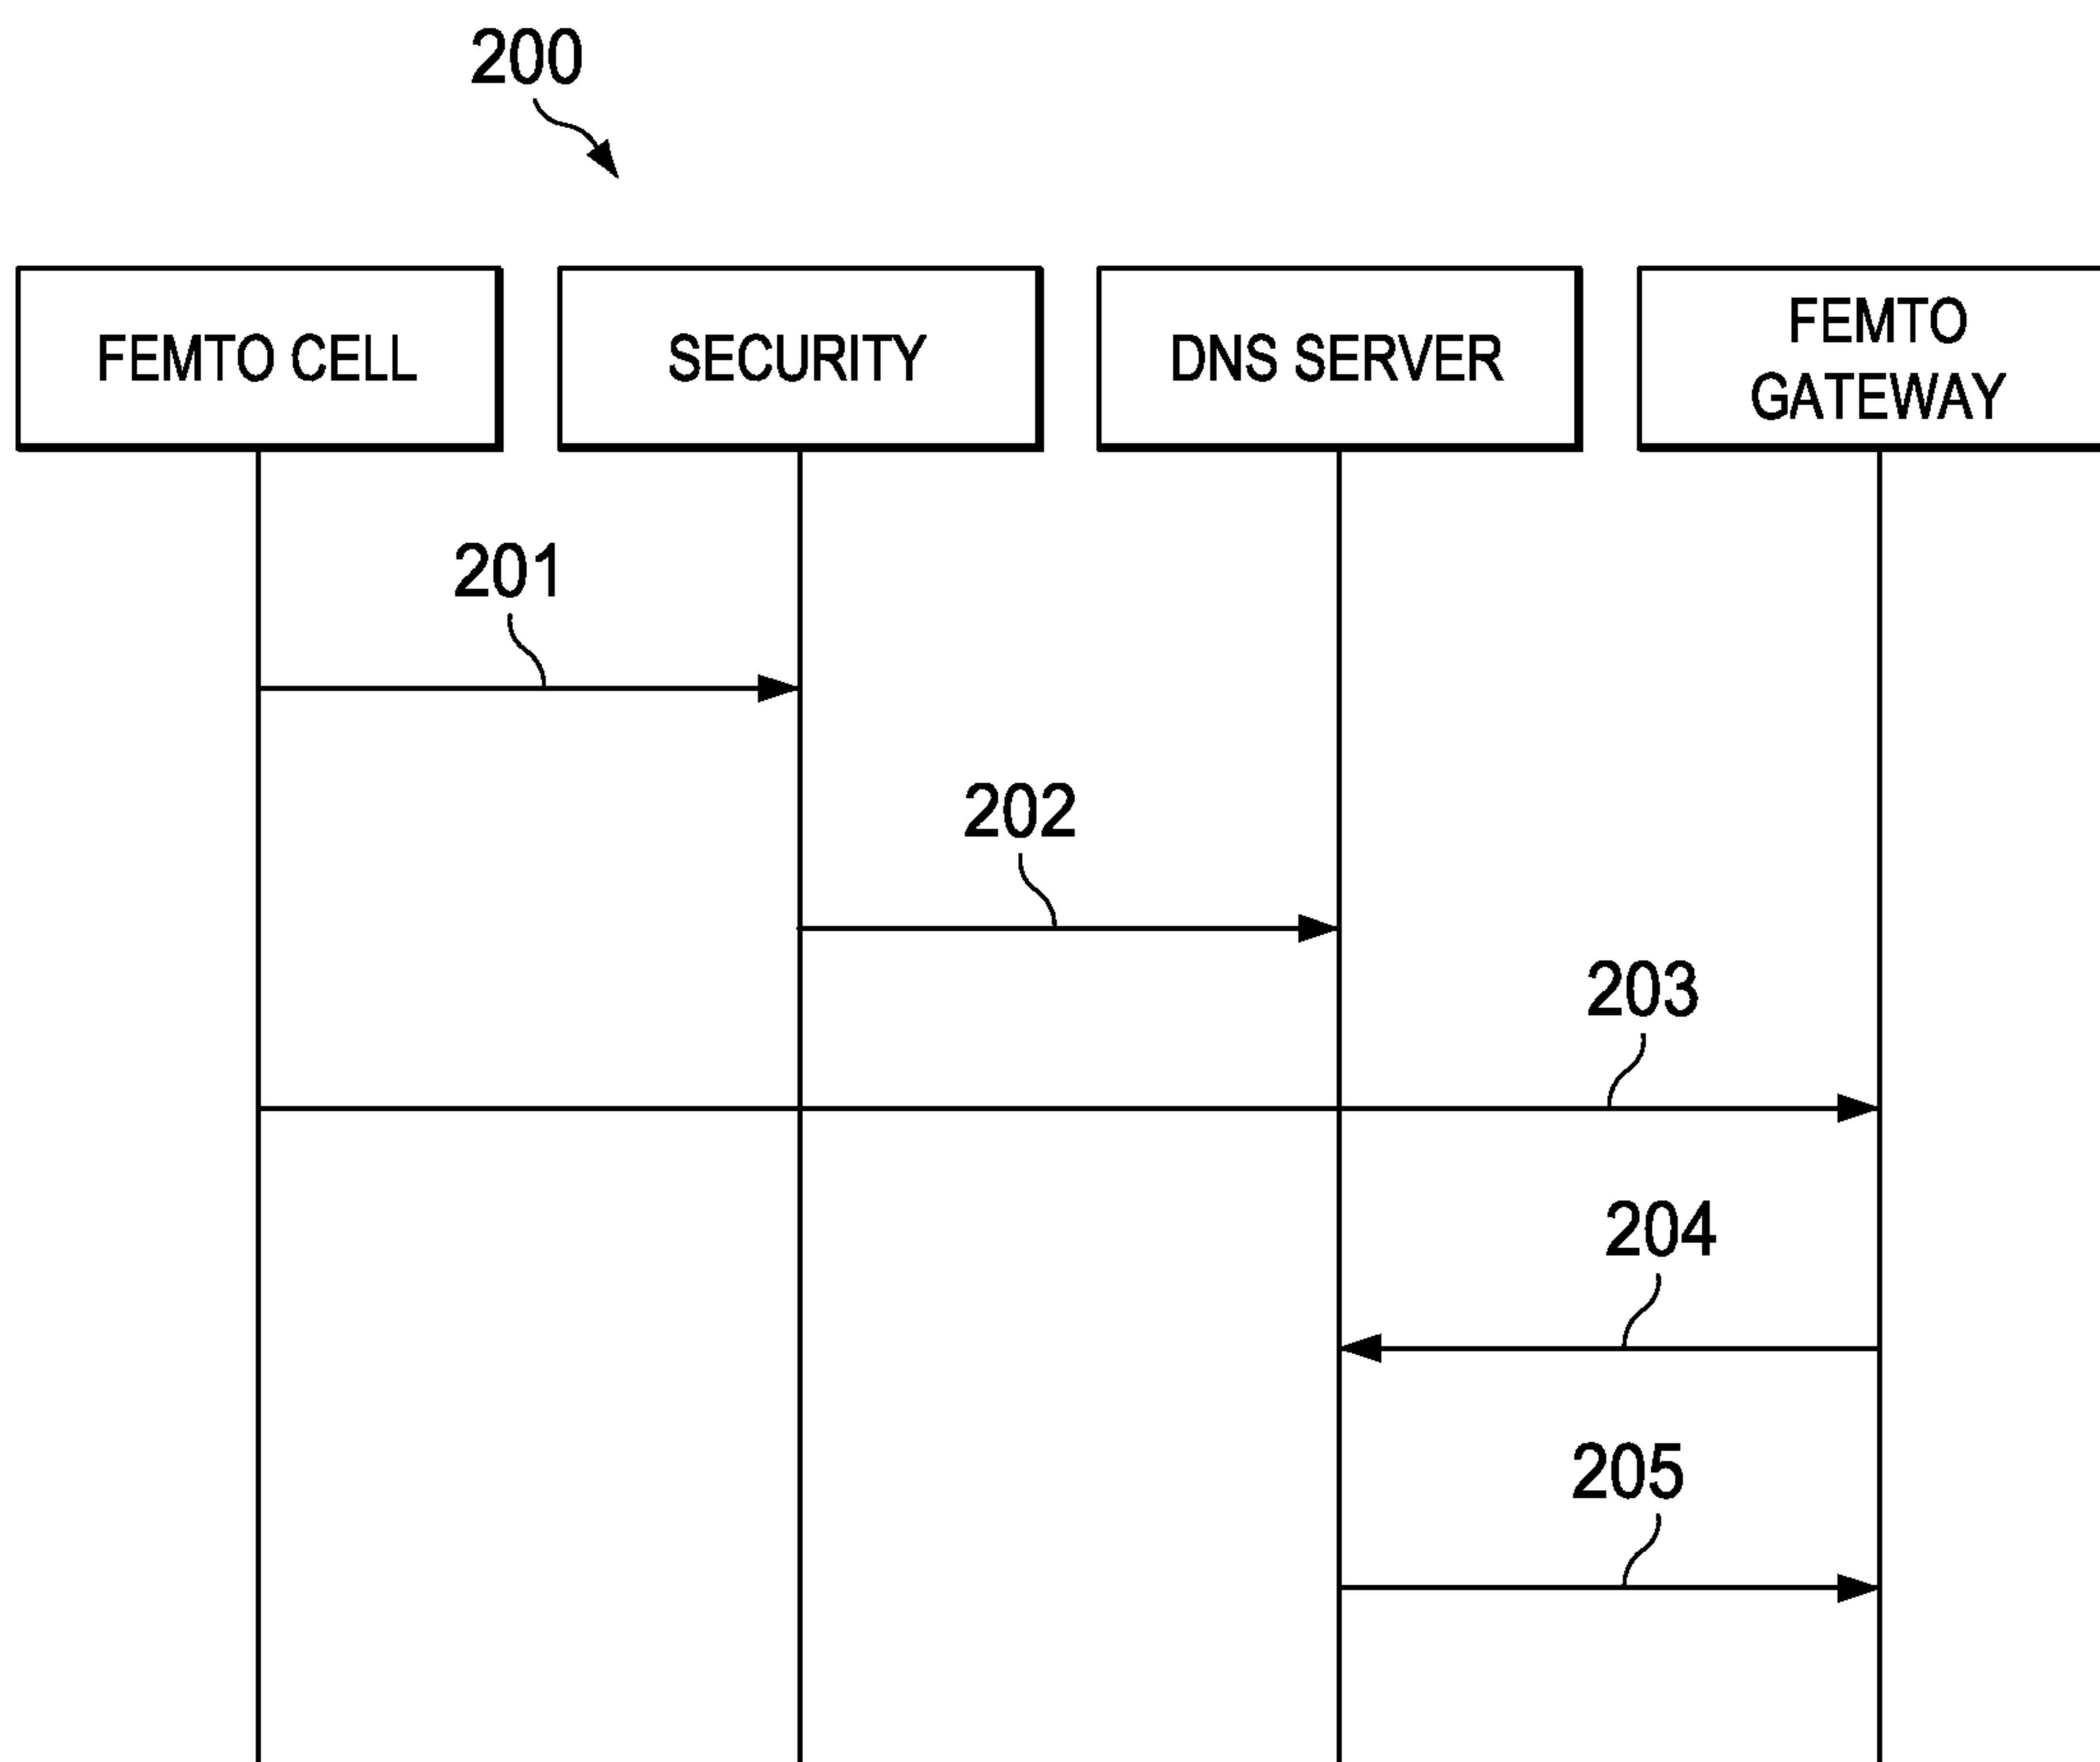 200
FEMTO CELL
SECURITY
DNS SERVER
FEMTO
GATEWAY
201
202
203
204
205